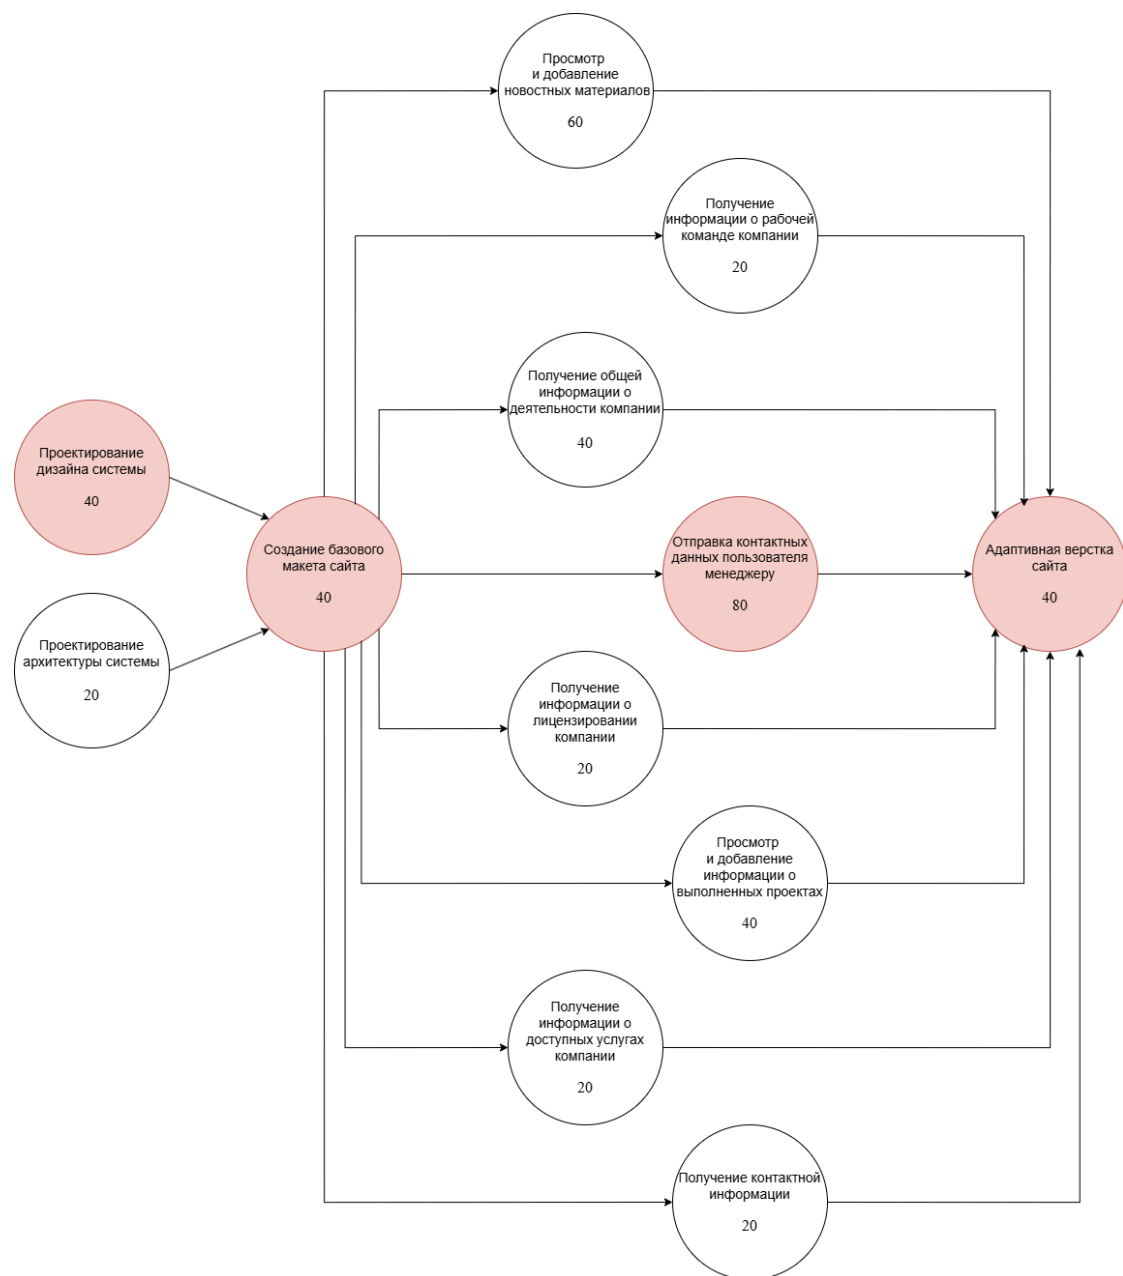 Просмотр
и добавление
новостных материалов
60
Получение
информации о рабочей
команде компании
20
Получение общей
информации о
деятельности компании
40
Проектирование
дизайна системы
40
Создание базового
макета сайта
40
Отправка контактных
данных пользователя
менеджеру
80
Адаптивная верстка
сайта
40
Проектирование
архитектуры системы
20
Получение
информации о
лицензировании
компании
20
Просмотр
и добавление
информации о
выполненных проектах
40
Получение
информации о
доступных услугах
компании
20
Получение контактной
информации
20